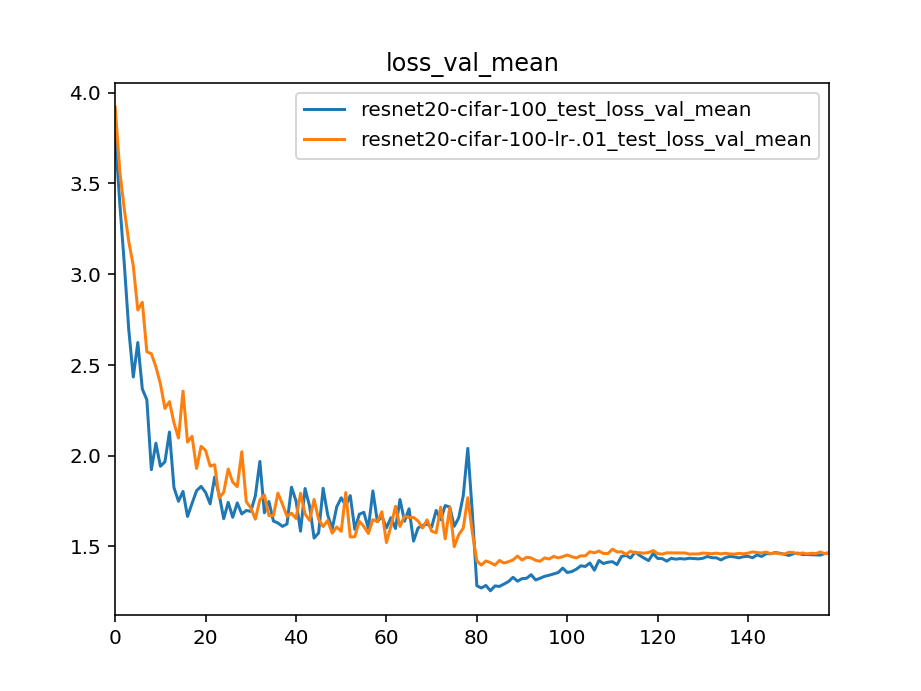 loss_val_mean
resnet20-cifar-100_test_loss_val_mean
resnet20-cifar-100-lr-.01_test_loss_val_mean
4.0
3.5
3.0
2.5
2.0
1.5
0 20 40 60 80 100 120 140